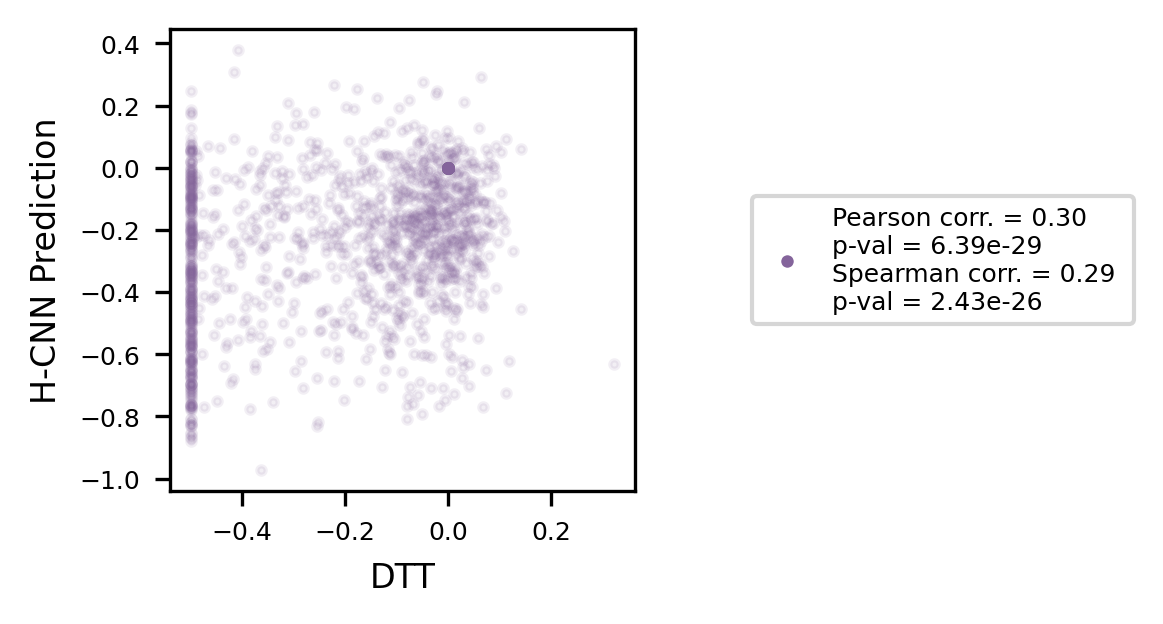 0.4
0.2
0.0
−0.2
−0.4
−0.6
−0.8
−1.0
H-CNN Prediction
−0.4
−0.2
0.0
0.2
DTT
Pearson corr. = 0.30
p-val = 6.39e-29
Spearman corr. = 0.29
p-val = 2.43e-26